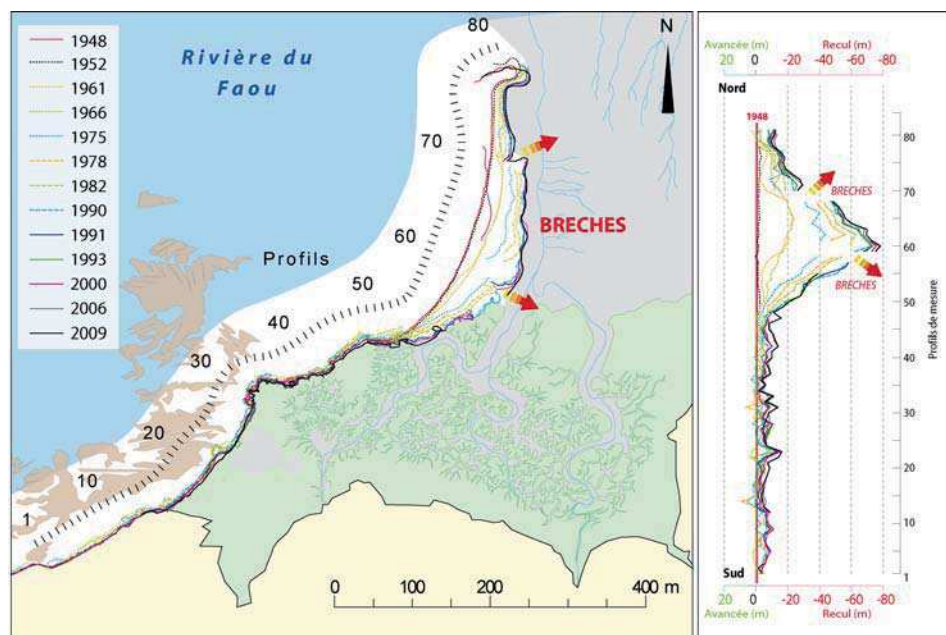 1948
1952
1961
1966
1975
1978
1982
1990
1991
1993
2000
2006
2009
Rivière du
Faou
80
N
70
60
BRECHES
Profils
50
40
30
20
10
1
0 100 200 300 400 m
Avancée (m) Recul (m)
20 0 -20 -40 -60 -80
Nord
1948
80
70
BRECHES
60
BRECHES
50
Profils de mesure
40
30
20
10
Sud
1
20 0 -20 -40 -60 -80
Avancée (m) Recul (m)